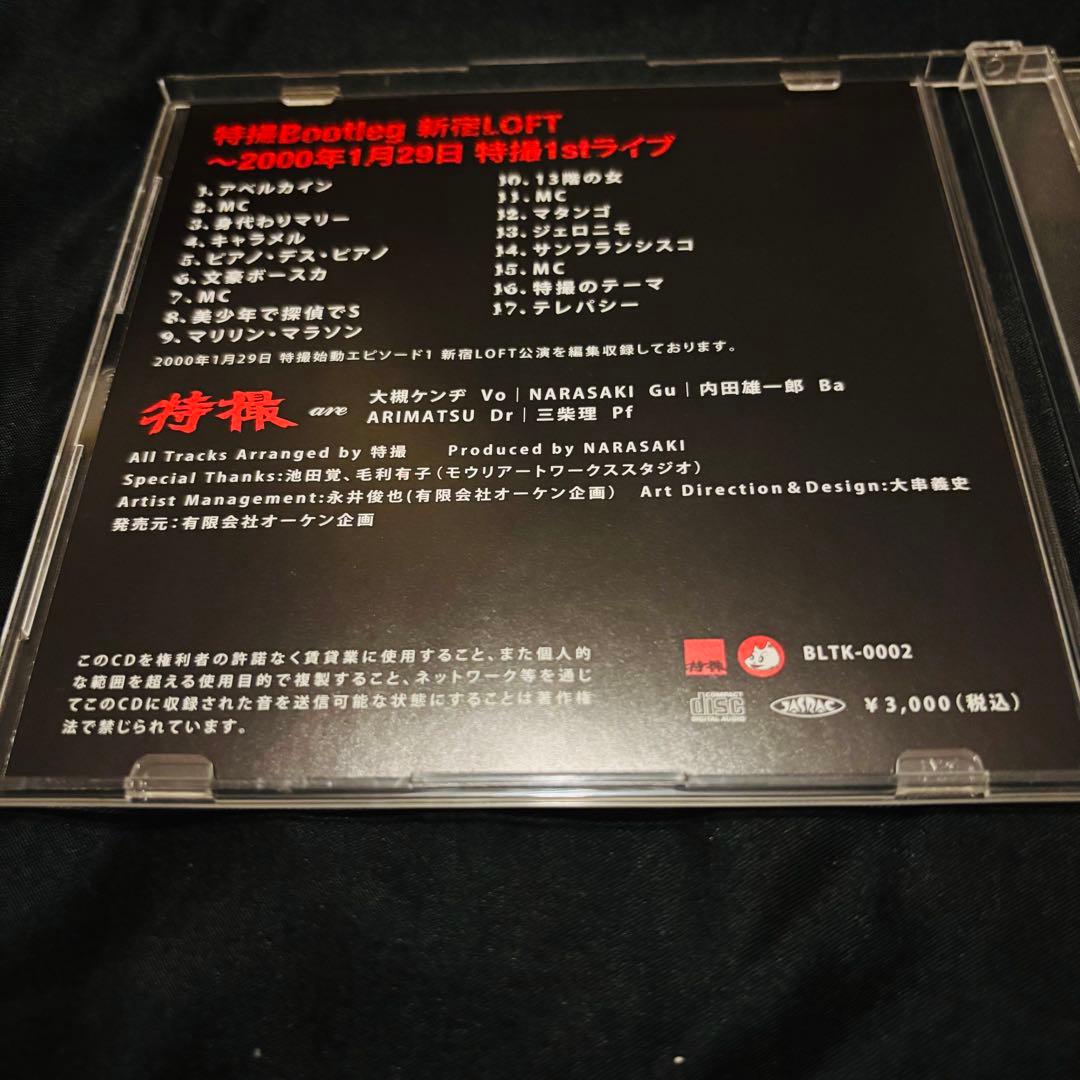 特撮Bootleg 新宿LOFT
～2000年1月29日 特撮1stライブ
1. アベルカイン
2. MC
3. 身代わりマリー
4. キャラメル
5. ピアノ・デス・ピアノ
6. 文豪ボースカ
7. MC
8. 美少年で探偵でS
9. マリリン・マラソン
10. 13階の女
11. MC
12. マタンゴ
13. ジェロニモ
14. サンフランシスコ
15. MC
16. 特撮のテーマ
17. テレパシー
2000年1月29日 特撮始動エピソード1 新宿LOFT公演を編集収録しております。
特撮 are
大槻ケンヂ Vo | NARASAKI Gu | 内田雄一郎 Ba
ARIMATSU Dr | 三柴理 Pf
All Tracks Arranged by 特撮 Produced by NARASAKI
Special Thanks:池田覚、毛利有子（モウリアートワークススタジオ）
Artist Management:永井俊也(有限会社オーケン企画） Art Direction＆Design:大串義史
発売元：有限会社オーケン企画
このCDを権利者の許諾なく賃貸業に使用すること、また個人的
な範囲を超える使用目的で複製すること、ネットワーク等を通じ
てこのCDに収録された音を送信可能な状態にすることは著作権
法で禁じられています。
特撮
BLTK-0002
COMPACT
disc
DIGITAL AUDIO
JASRAC
￥3,000（税込）